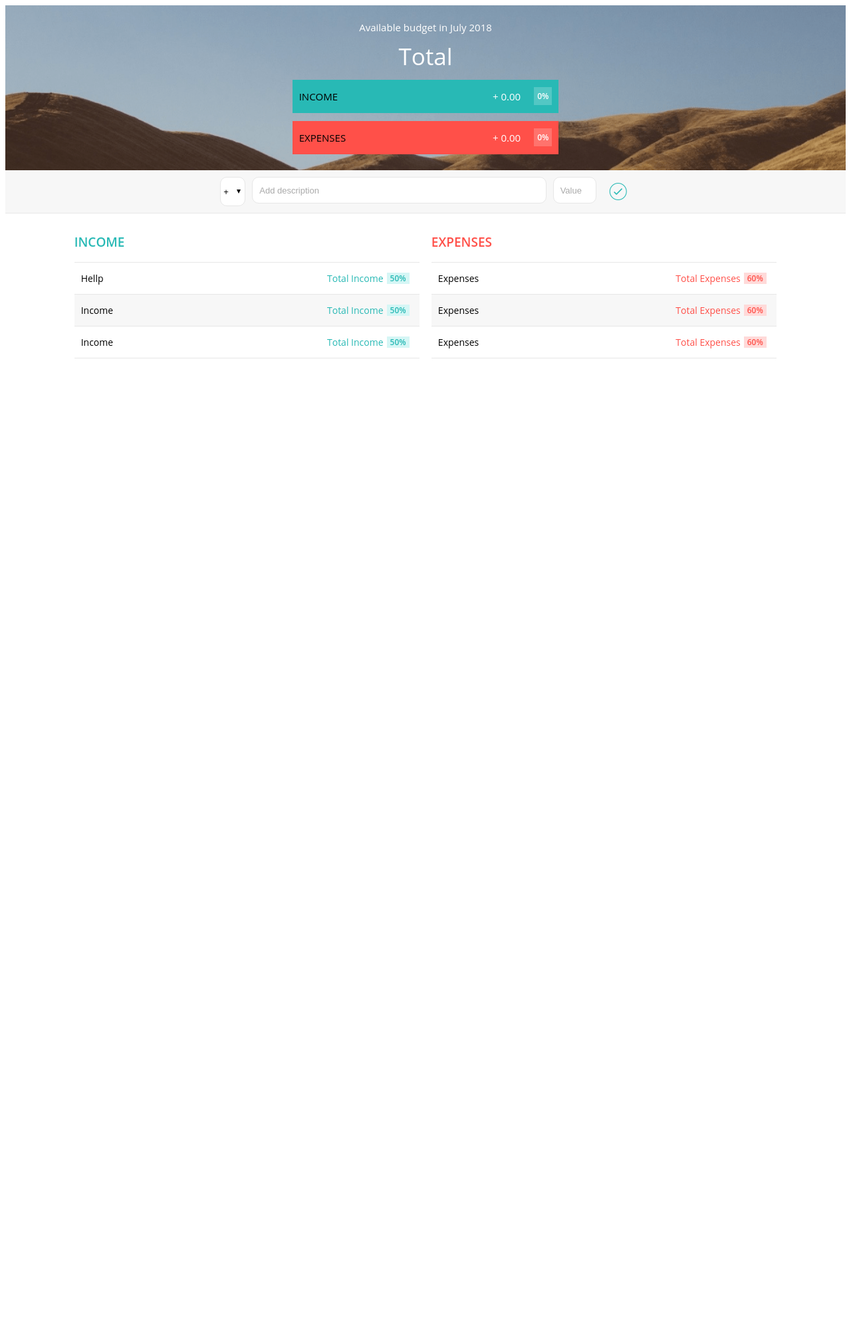 Available budget in July 2018
Total
INCOME + 0.00 0%
EXPENSES + 0.00 0%
+ ▼ Add description Value
INCOME
Hellp Total Income 50%
Income Total Income 50%
Income Total Income 50%
EXPENSES
Expenses Total Expenses 60%
Expenses Total Expenses 60%
Expenses Total Expenses 60%